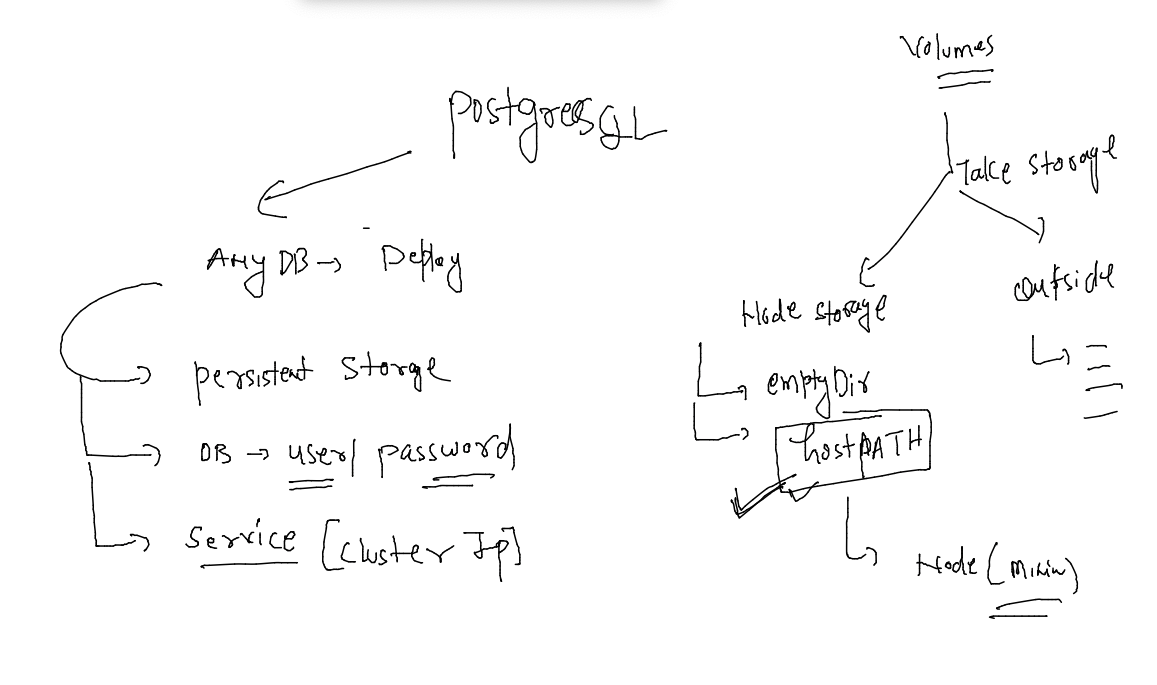 PostgresQL
Any DB → Deploy
persistent storage
DB → user/ password
Service [Cluster Ip]
Volumes
Take storage
Node storage
outside
emptyDir
hostPATH
Node (Minion)